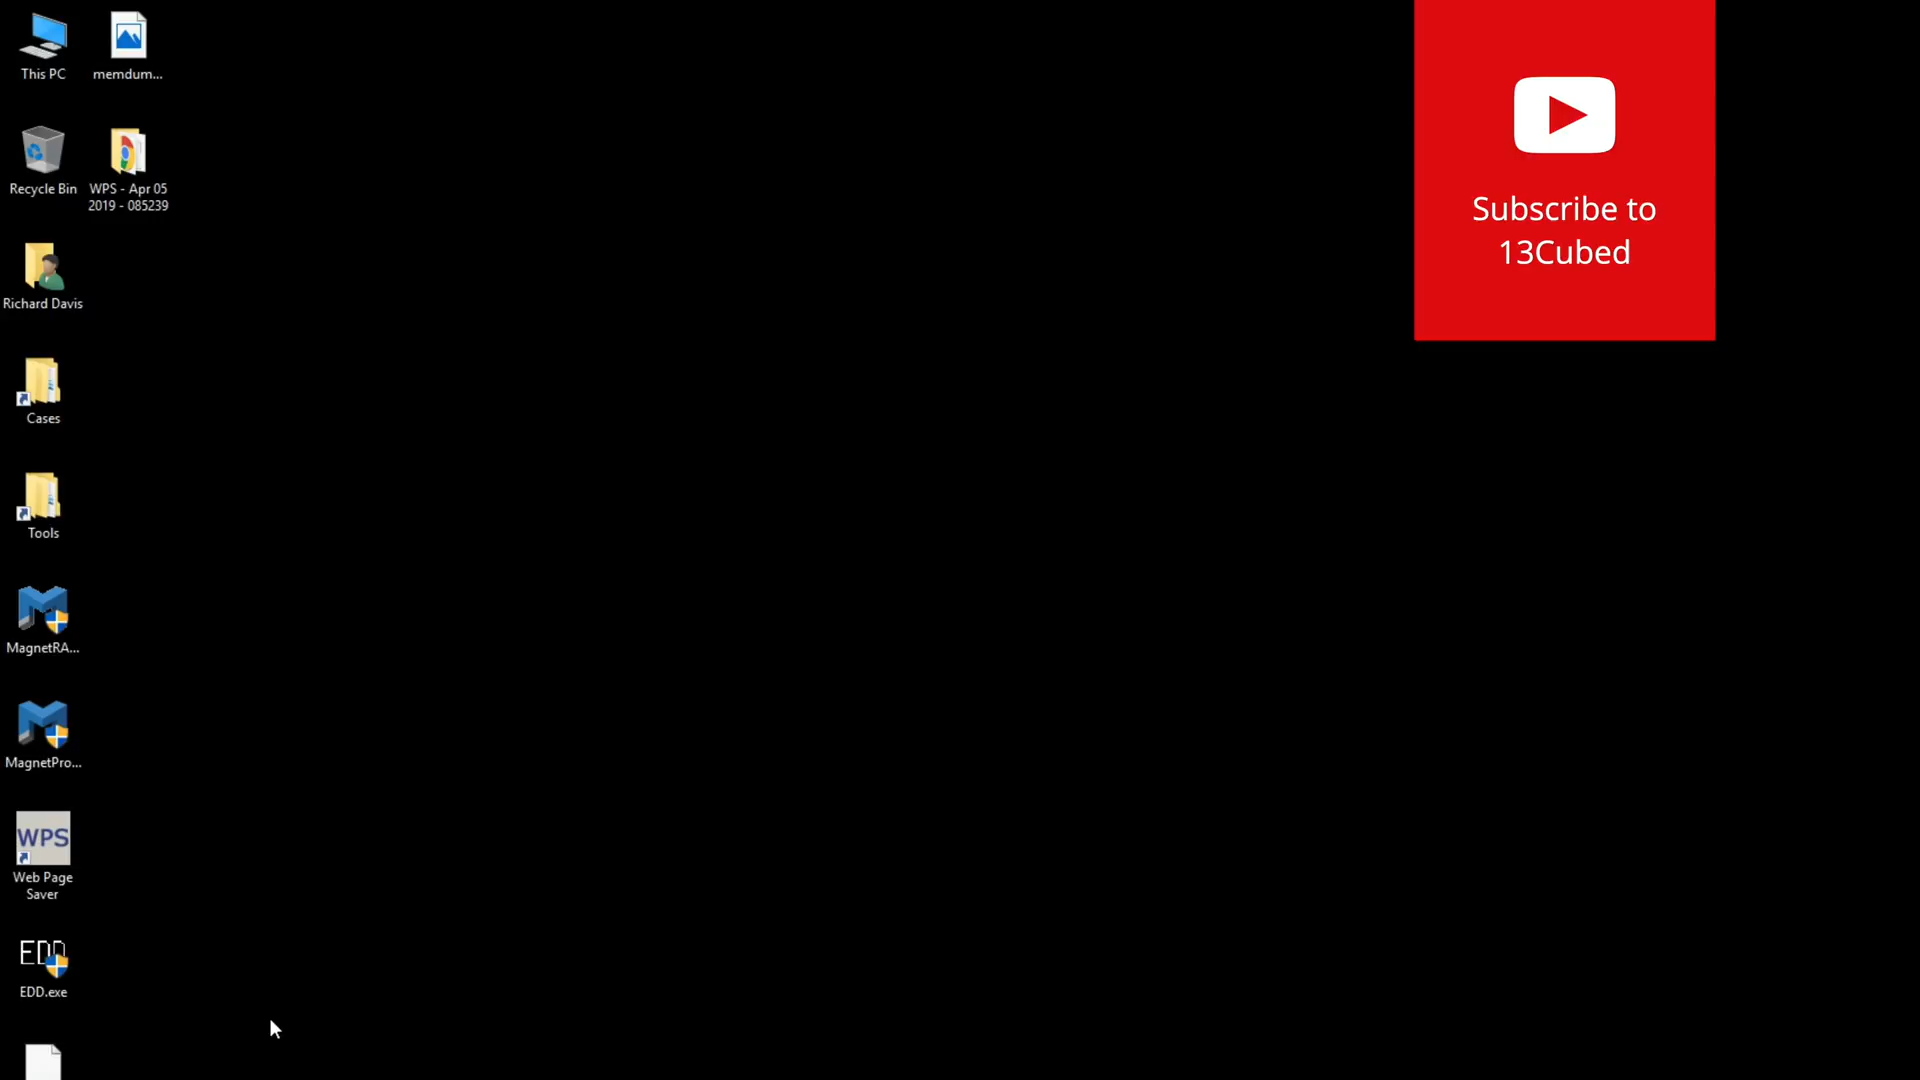 This PC
memdum...
Recycle Bin
WPS - Apr 05
2019 - 085239
Richard Davis
Cases
Tools
MagnetRA...
MagnetPro...
WPS
Web Page
Saver
EDD
EDD.exe
Subscribe to
13Cubed